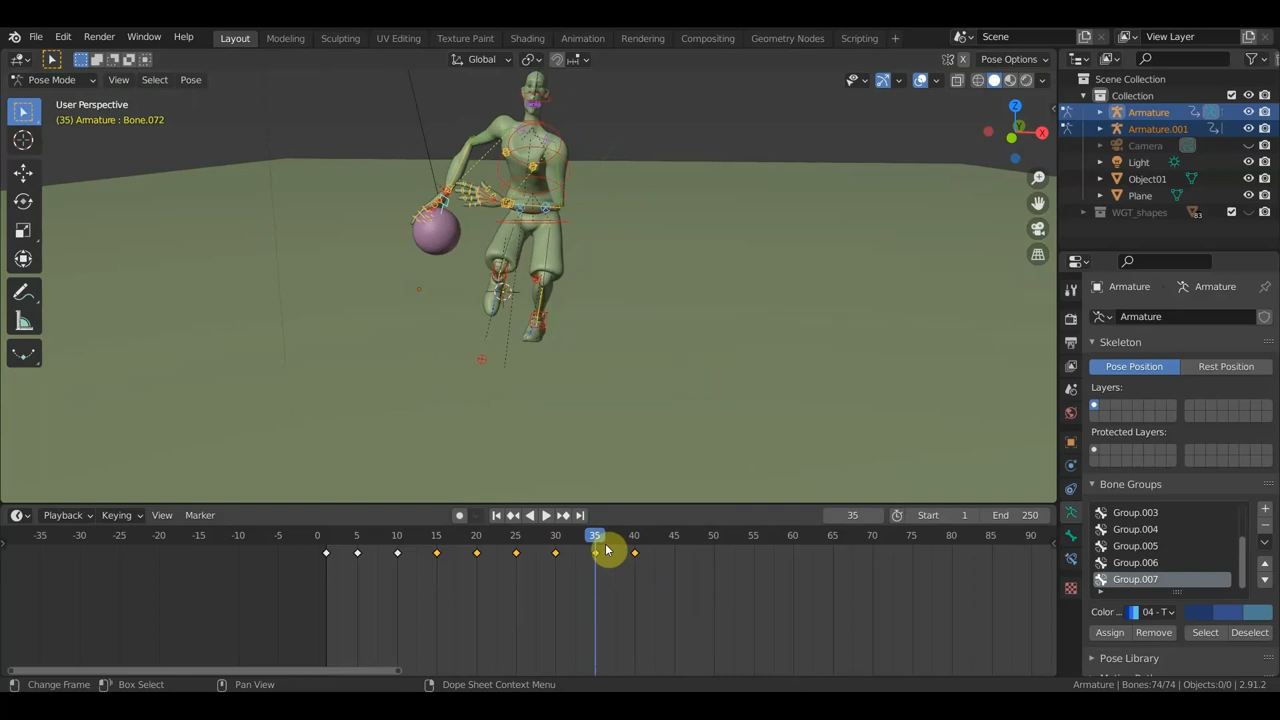 File Edit Render Window Help Layout Modeling Sculpting UV Editing Texture Paint Shading Animation Rendering Compositing Geometry Nodes Scripting + Scene View Layer
Global X Pose Options
Pose Mode View Select Pose
User Perspective
(35) Armature : Bone.072
Z
Y
X
Scene Collection
Collection
Armature
Armature.001
Camera
Light
Object01
Plane
WGT_shapes 83
Armature Armature
Armature
Skeleton
Pose Position Rest Position
Layers:
Protected Layers:
Bone Groups
Group.003
Group.004
Group.005
Group.006
Group.007
Color ... 04 - T
Assign Remove Select Deselect
Pose Library
Playback Keying View Marker 35 Start 1 End 250
-35 -30 -25 -20 -15 -10 -5 0 5 10 15 20 25 30 35 40 45 50 55 60 65 70 75 80 85 90
Change Frame Box Select Pan View Dope Sheet Context Menu Armature | Bones:74/74 | Objects:0/0 | 2.91.2